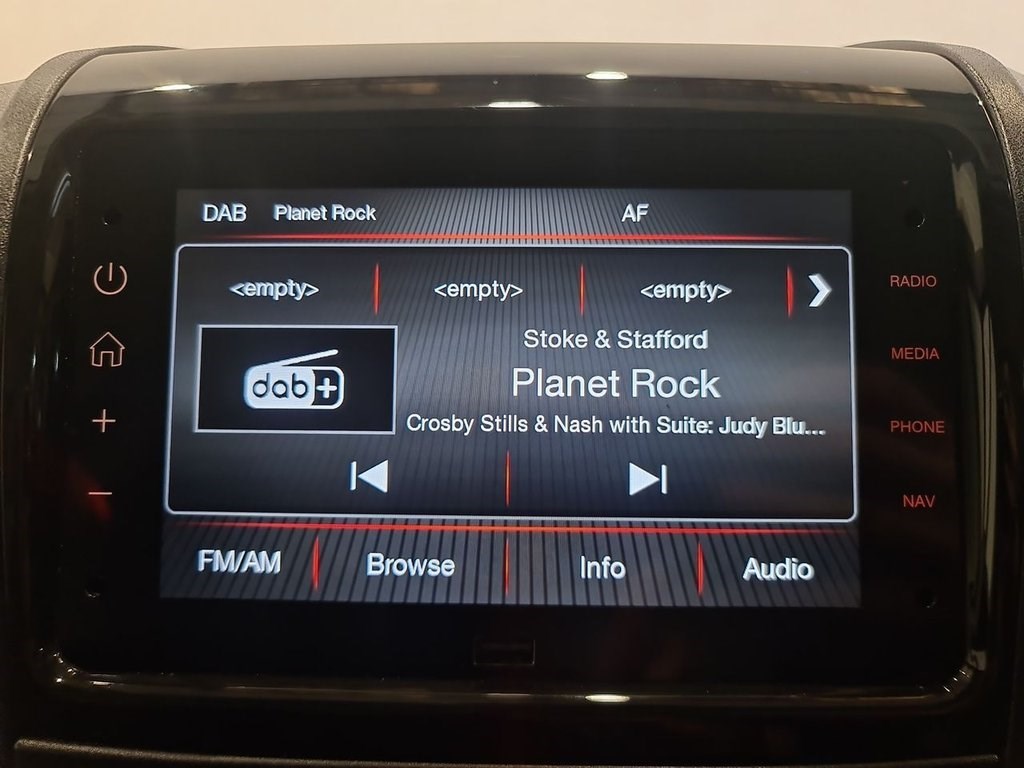 DAB Planet Rock AF
<empty> <empty> <empty>
RADIO
Stoke & Stafford
MEDIA
dab+
Planet Rock
Crosby Stills & Nash with Suite: Judy Blu...
PHONE
NAV
FM/AM Browse Info Audio